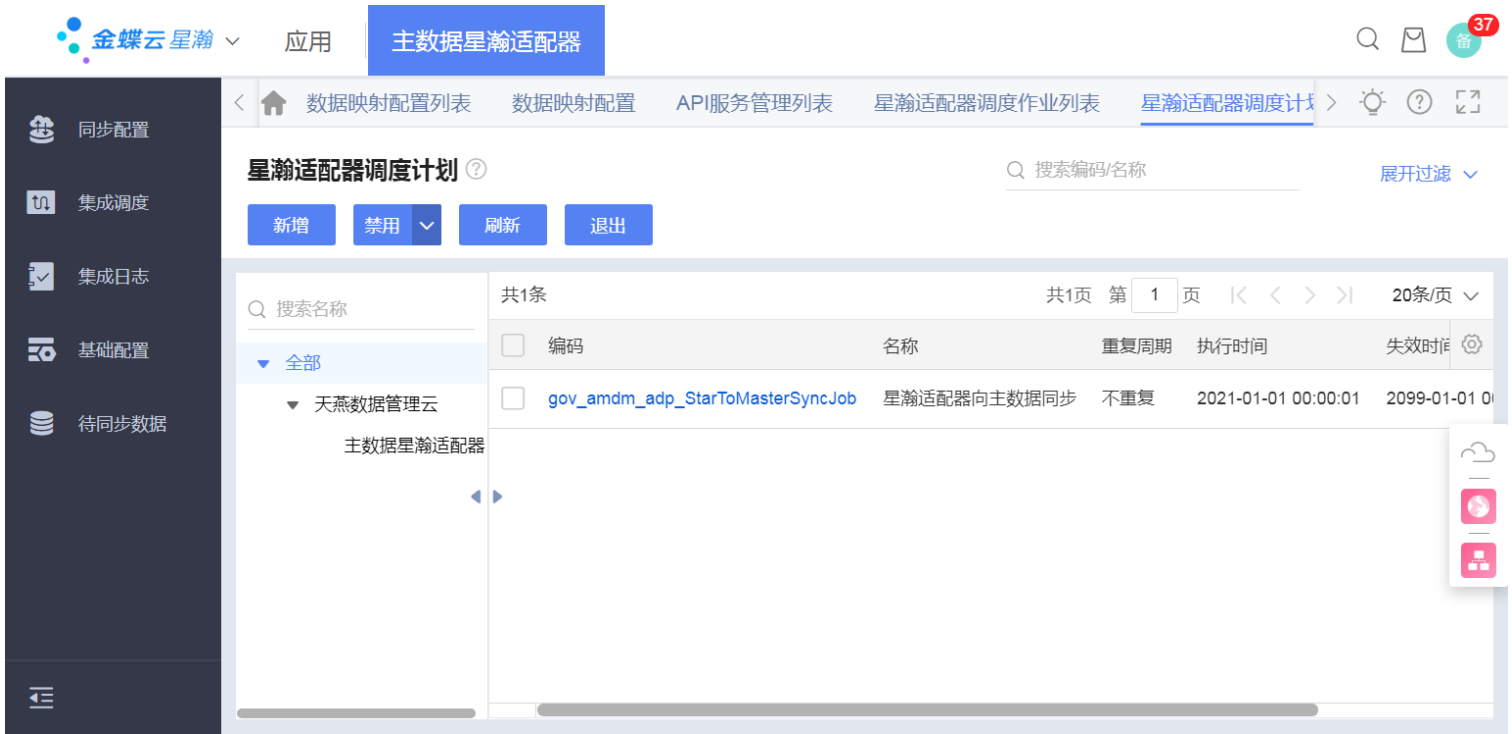 金蝶云星瀚 应用 主数据星瀚适配器 备 37
数据映射配置列表 数据映射配置 API服务管理列表 星瀚适配器调度作业列表 星瀚适配器调度计
同步配置
集成调度
集成日志
基础配置
待同步数据
星瀚适配器调度计划 搜索编码/名称 展开过滤
新增 禁用 刷新 退出
搜索名称
全部
天燕数据管理云
主数据星瀚适配器
共1条 共1页 第 1 页 20条/页
编码 名称 重复周期 执行时间 失效时间
gov_amdm_adp_StarToMasterSyncJob 星瀚适配器向主数据同步 不重复 2021-01-01 00:00:01 2099-01-01 0